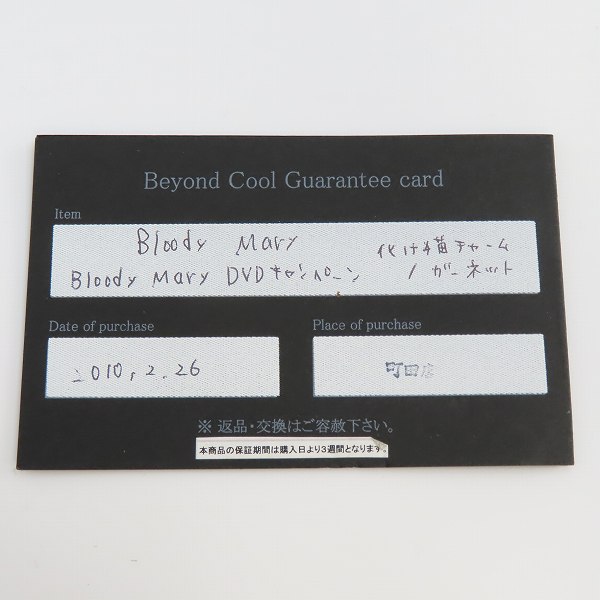 Beyond Cool Guarantee card
Item
Bloody Mary
化け猫チャーム
Bloody Mary DVDキャンペーン
/ ガーネット
Date of purchase
Place of purchase
2010,2.26
町田店
※ 返品・交換はご容赦下さい。
本商品の保証期間は購入日より3週間となります。